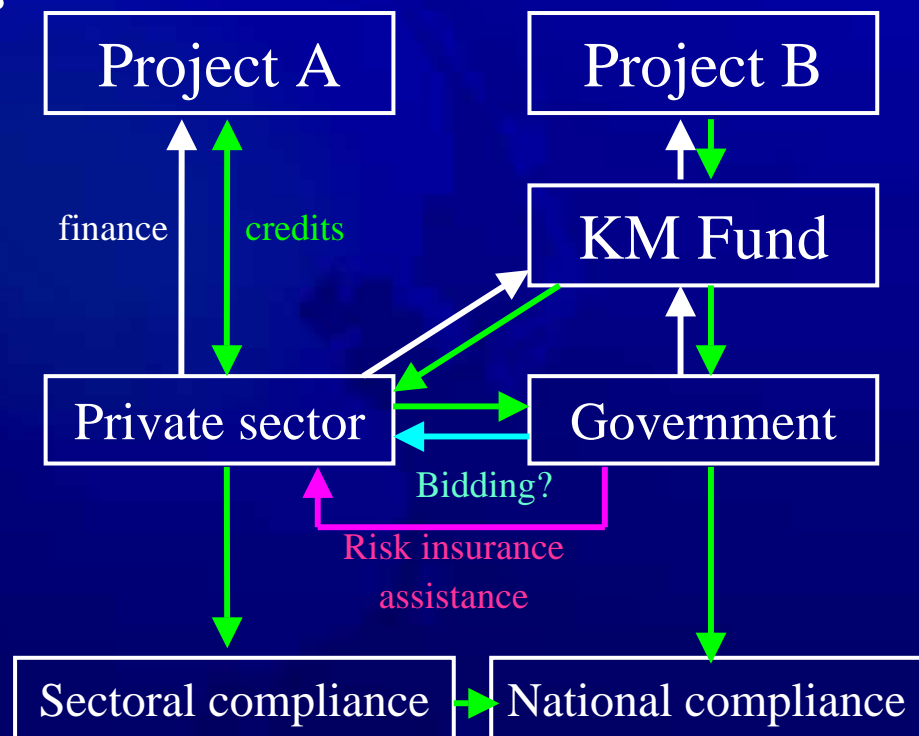 Project A
Project B
finance
credits
KM Fund
Private sector
Government
Bidding?
Risk insurance
assistance
Sectoral compliance
National compliance